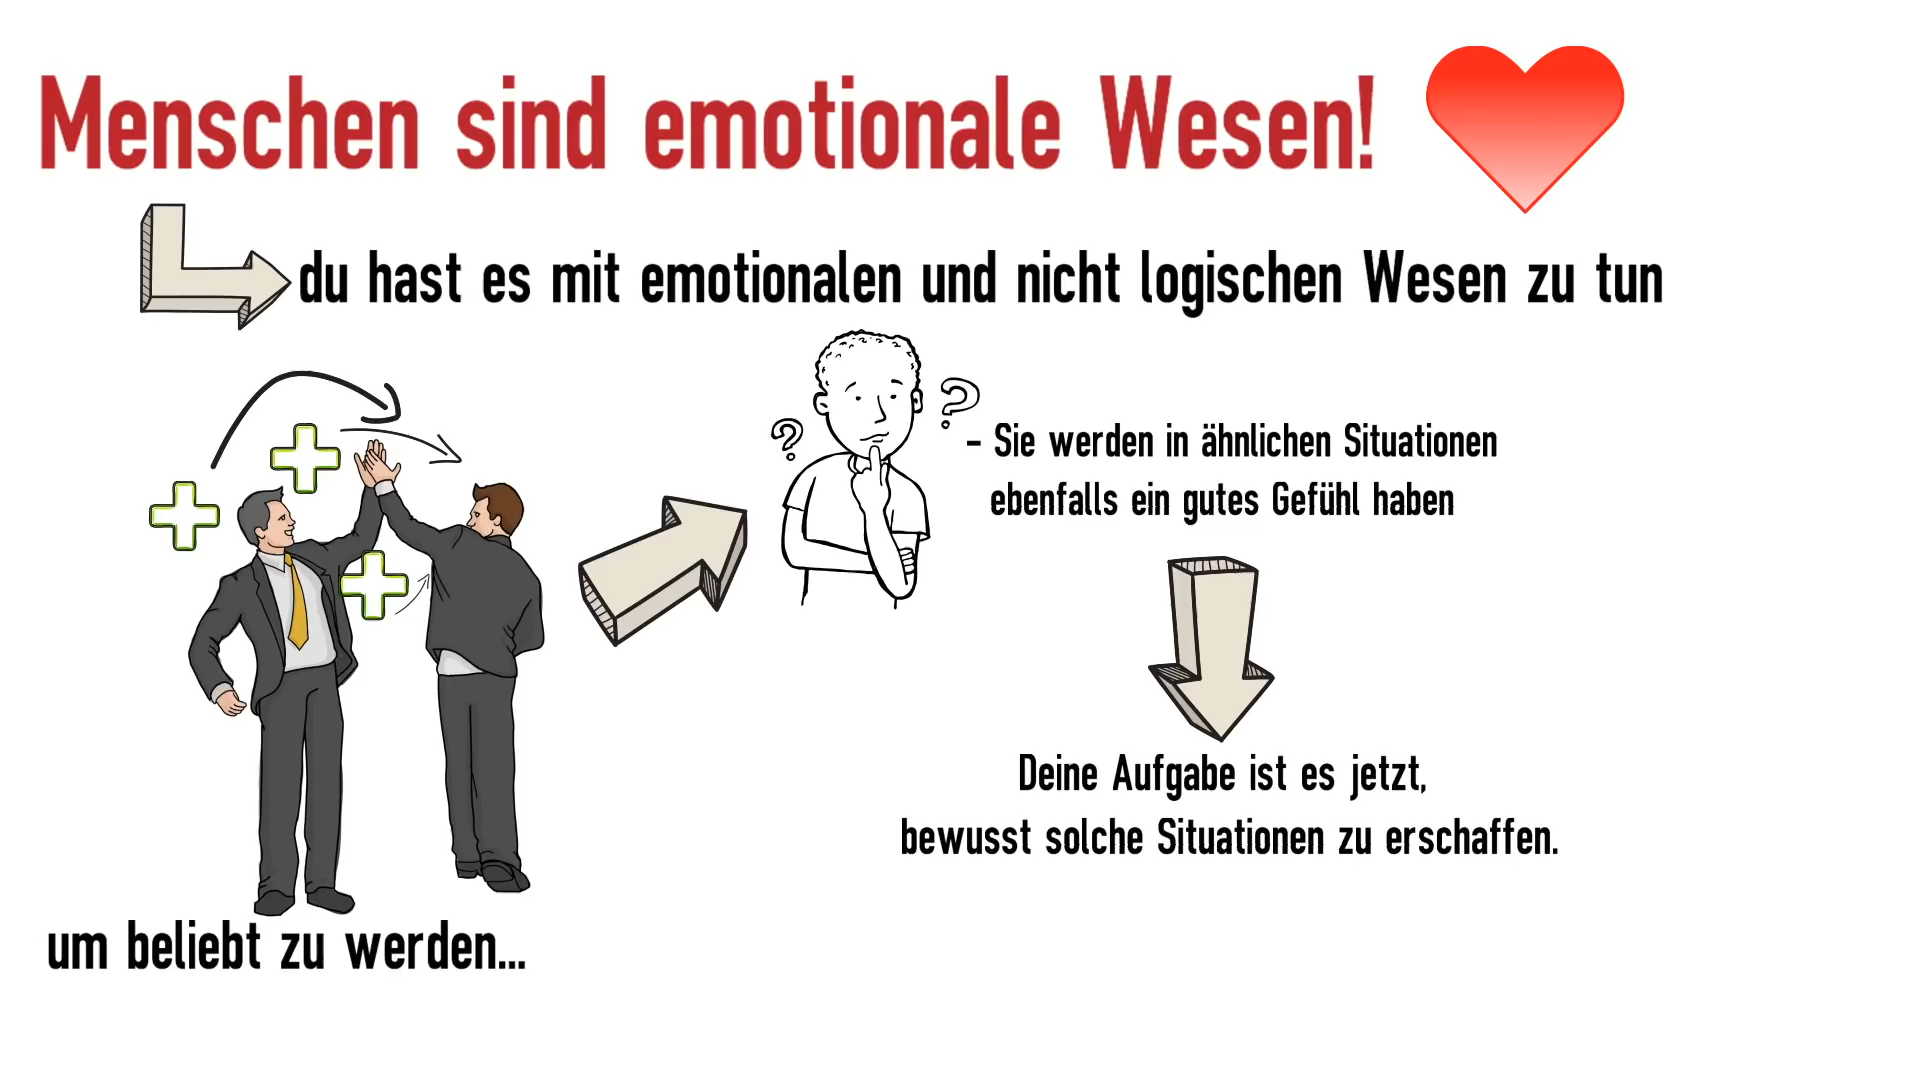 Menschen sind emotionale Wesen!
du hast es mit emotionalen und nicht logischen Wesen zu tun
- Sie werden in ähnlichen Situationen
ebenfalls ein gutes Gefühl haben
Deine Aufgabe ist es jetzt,
bewusst solche Situationen zu erschaffen.
um beliebt zu werden...